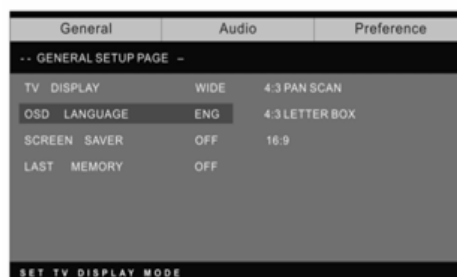 General Audio Preference
-- GENERAL SETUP PAGE –
TV DISPLAY WIDE 4:3 PAN SCAN
OSD LANGUAGE ENG 4:3 LETTER BOX
SCREEN SAVER OFF 16:9
LAST MEMORY OFF
SET TV DISPLAY MODE